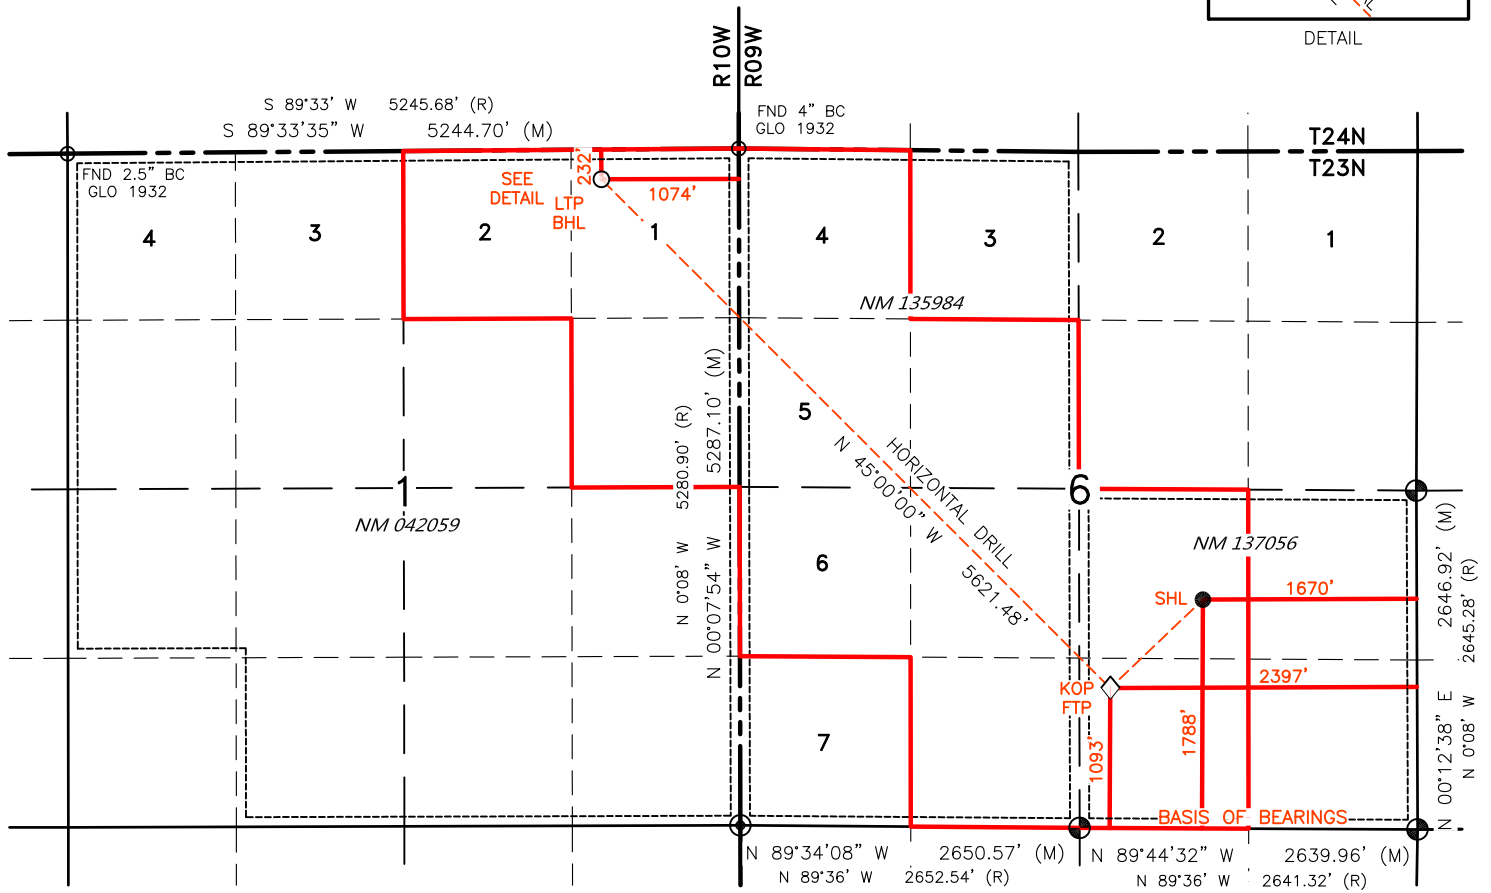 DETAIL
R10W
R09W
S 89°33' W 5245.68' (R)
S 89°33'35" W 5244.70' (M)
FND 4" BC
GLO 1932
T24N
T23N
FND 2.5" BC
GLO 1932
SEE
DETAIL
LTP
BHL
232'
1074'
4
3
2
1
4
3
2
1
NM 135984
5
HORIZONTAL DRILL
N 45°00'00" W 5621.48'
N 0°08' W 5280.90' (R)
N 00°07'54" W 5287.10' (M)
1
NM 042059
6
NM 137056
6
SHL
1670'
KOP
FTP
2397'
1093'
1788'
7
BASIS OF BEARINGS
N 00°12'38" E 2646.92' (M)
N 0°08' W 2645.28' (R)
N 89°34'08" W 2650.57' (M)
N 89°36' W 2652.54' (R)
N 89°44'32" W 2639.96' (M)
N 89°36' W 2641.32' (R)